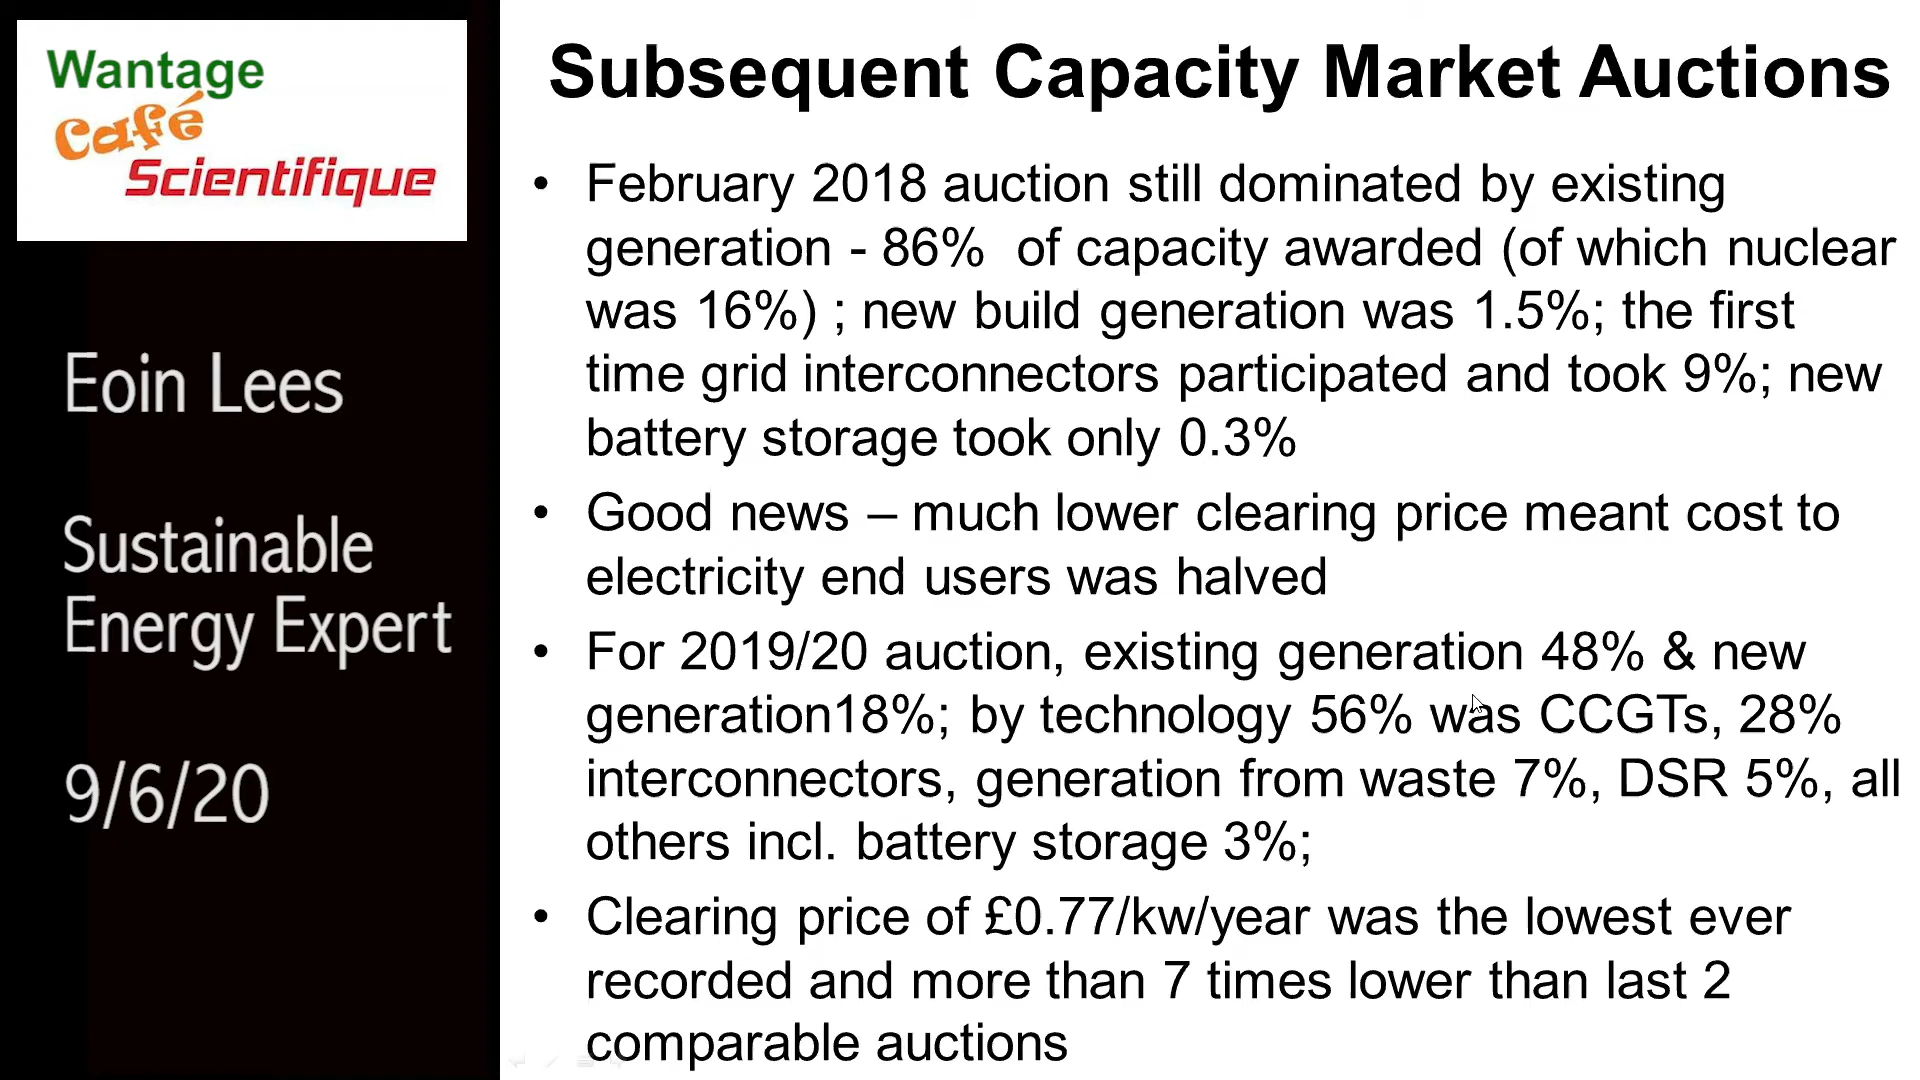 Wantage
Café
Scientifique
Eoin Lees
Sustainable
Energy Expert
9/6/20
Subsequent Capacity Market Auctions
• February 2018 auction still dominated by existing
generation - 86%  of capacity awarded (of which nuclear
was 16%) ; new build generation was 1.5%; the first
time grid interconnectors participated and took 9%; new
battery storage took only 0.3%
• Good news – much lower clearing price meant cost to
electricity end users was halved
• For 2019/20 auction, existing generation 48% & new
generation18%; by technology 56% was CCGTs, 28%
interconnectors, generation from waste 7%, DSR 5%, all
others incl. battery storage 3%;
• Clearing price of £0.77/kw/year was the lowest ever
recorded and more than 7 times lower than last 2
comparable auctions